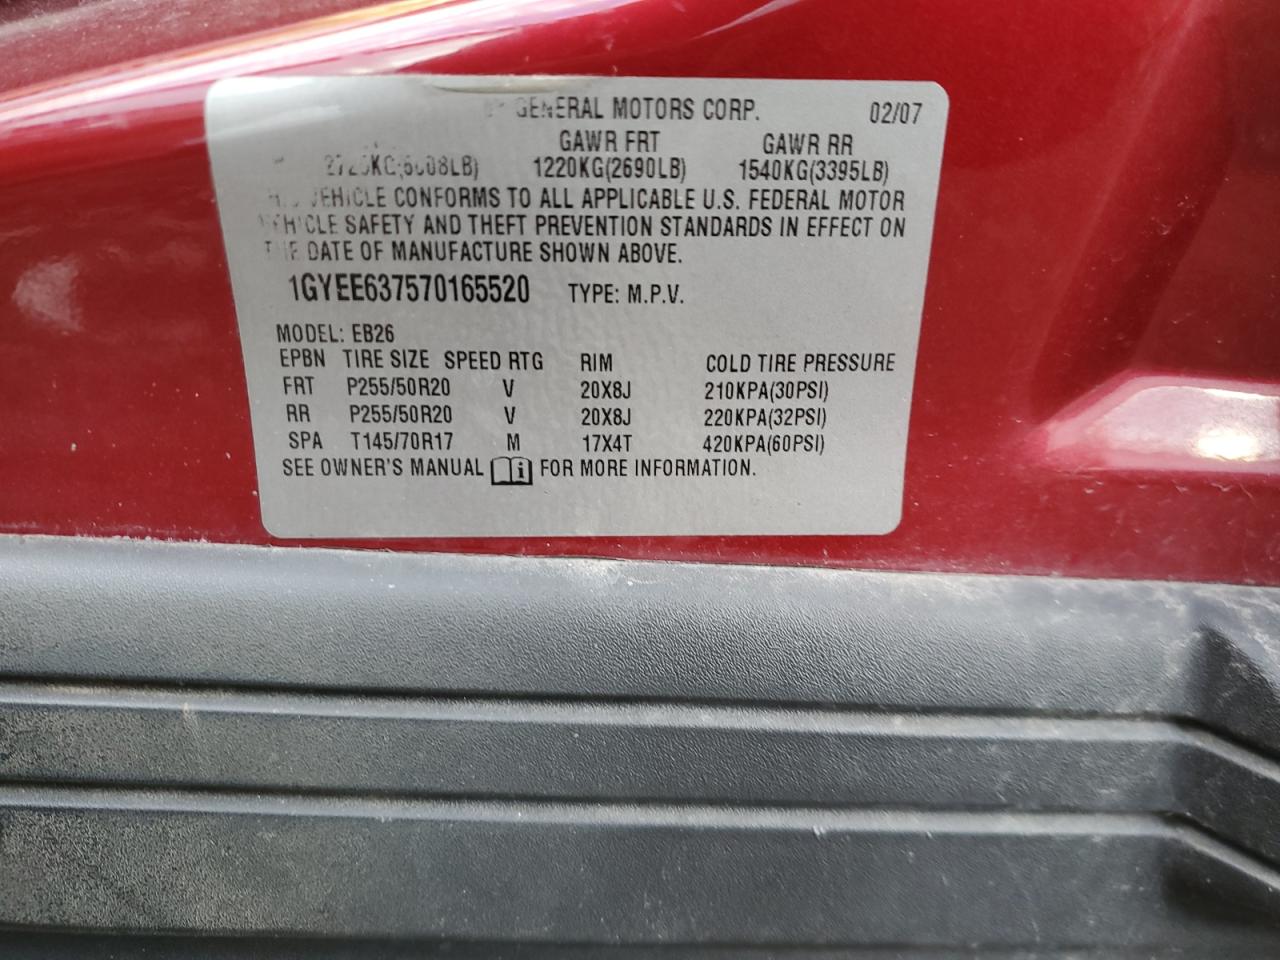 GENERAL MOTORS CORP. 02/07
GAWR FRT GAWR RR
1220KG(2690LB) 1540KG(3395LB)
VEHICLE CONFORMS TO ALL APPLICABLE U.S. FEDERAL MOTOR
VEHICLE SAFETY AND THEFT PREVENTION STANDARDS IN EFFECT ON
THE DATE OF MANUFACTURE SHOWN ABOVE.
1GYEE637570165520 TYPE: M.P.V.
MODEL: EB26
EPBN TIRE SIZE SPEED RTG RIM COLD TIRE PRESSURE
FRT P255/50R20 V 20X8J 210KPA(30PSI)
RR P255/50R20 V 20X8J 220KPA(32PSI)
SPA T145/70R17 M 17X4T 420KPA(60PSI)
SEE OWNER'S MANUAL FOR MORE INFORMATION.